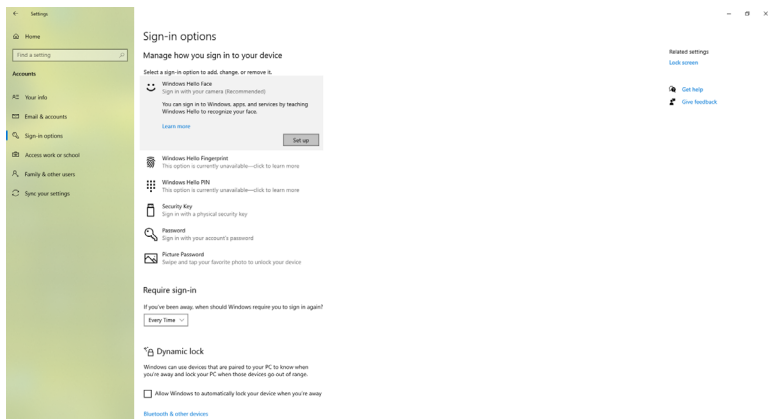 Settings
Home
Find a setting
Accounts
Your info
Email & accounts
Sign-in options
Access work or school
Family & other users
Sync your settings
Sign-in options
Manage how you sign in to your device
Select a sign-in option to add, change, or remove it.
Windows Hello Face
Sign in with your camera (Recommended)
You can sign in to Windows, apps, and services by teaching
Windows Hello to recognize your face.
Learn more
Set up
Windows Hello Fingerprint
This option is currently unavailable—click to learn more
Windows Hello PIN
This option is currently unavailable—click to learn more
Security Key
Sign in with a physical security key
Password
Sign in with your account's password
Picture Password
Swipe and tap your favorite photo to unlock your device
Require sign-in
If you've been away, when should Windows require you to sign in again?
Every Time
Dynamic lock
Windows can use devices that are paired to your PC to know when
you're away and lock your PC when those devices go out of range.
Allow Windows to automatically lock your device when you're away
Bluetooth & other devices
Related settings
Lock screen
Get help
Give feedback